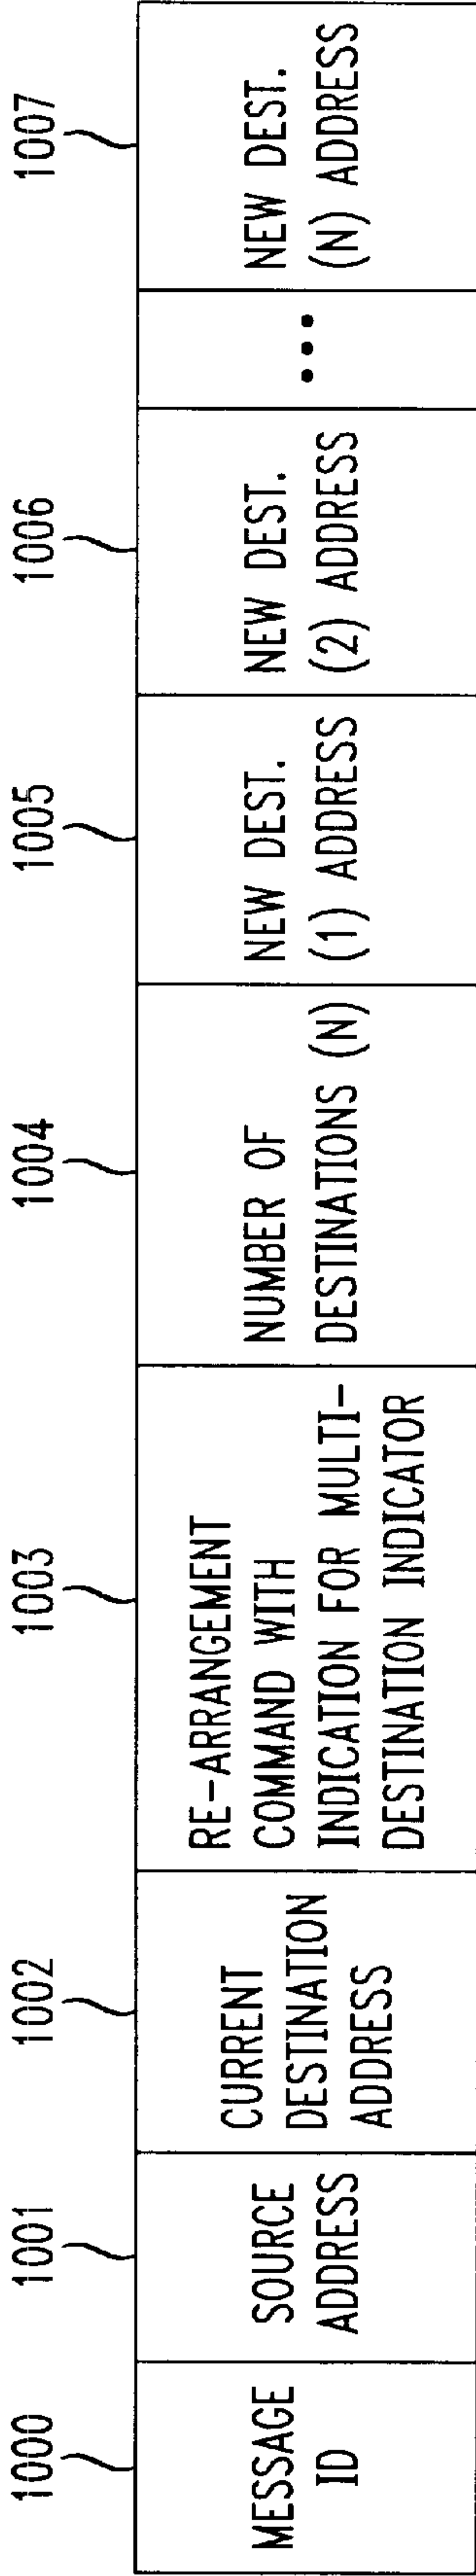 1000
1001
1002
1003
1004
1005
1006
1007
MESSAGE
ID
SOURCE
ADDRESS
CURRENT
DESTINATION
ADDRESS
RE-ARRANGEMENT
COMMAND WITH
INDICATION FOR MULTI-
DESTINATION INDICATOR
NUMBER OF
DESTINATIONS (N)
NEW DEST.
(1) ADDRESS
NEW DEST.
(2) ADDRESS
•••
NEW DEST.
(N) ADDRESS